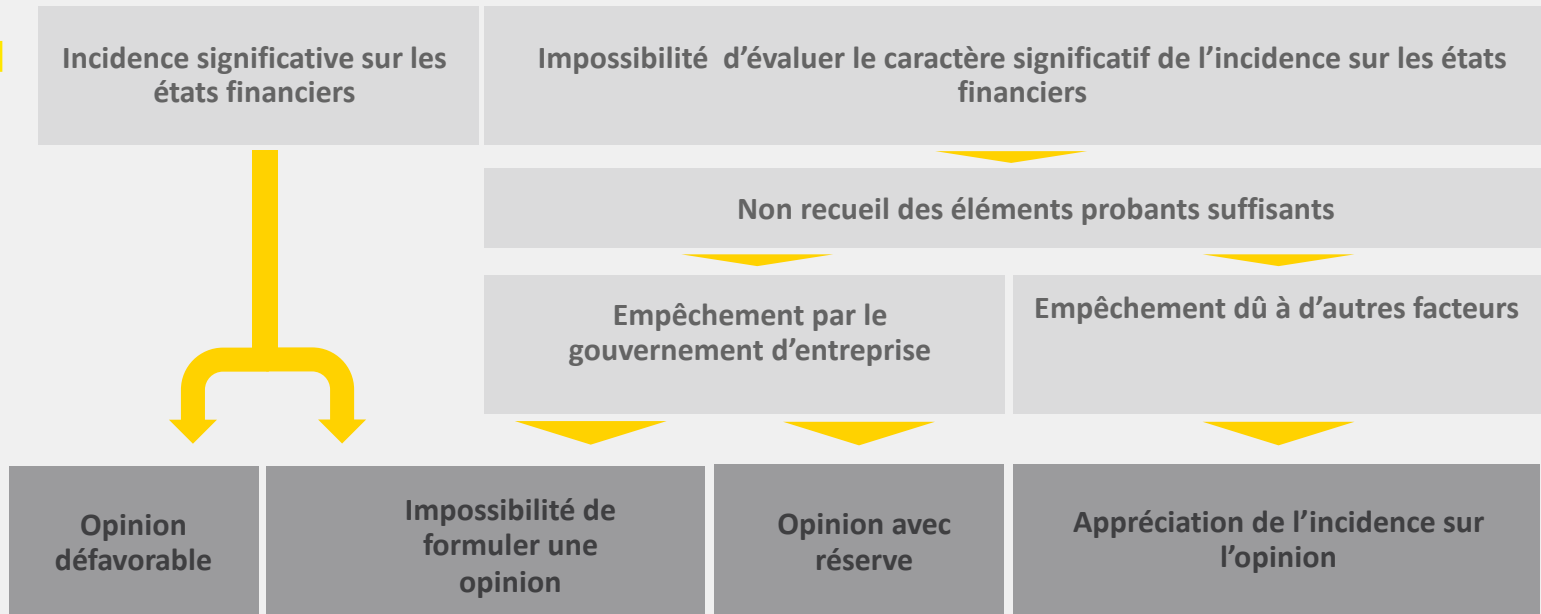 Incidence significative sur les
états financiers
Impossibilité  d’évaluer le caractère significatif de l’incidence sur les états
financiers
Non recueil des éléments probants suffisants
Empêchement par le
gouvernement d’entreprise
Empêchement dû à d’autres facteurs
Opinion
défavorable
Impossibilité de
formuler une
opinion
Opinion avec
réserve
Appréciation de l’incidence sur
l’opinion